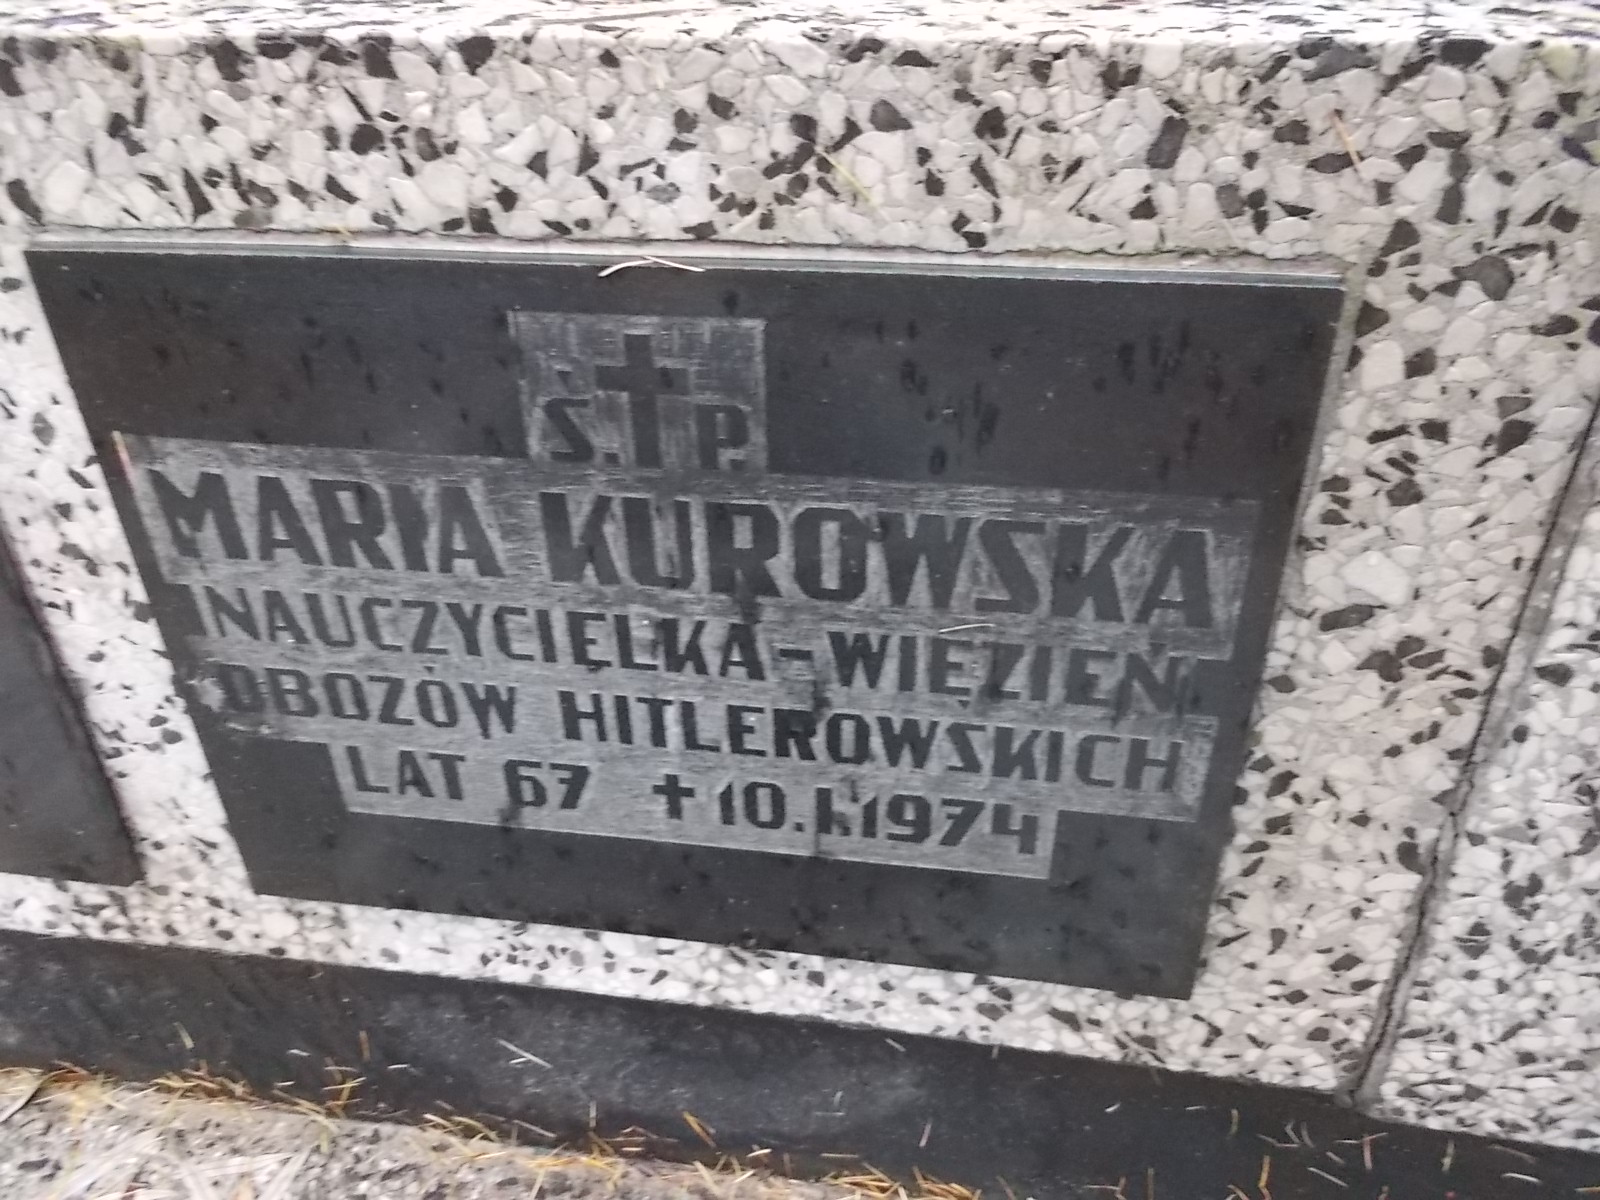 Ś. P.
MARIA KUROWSKA
NAUCZYCIELKA - WIĘZIEŃ
OBOZÓW HITLEROWSKICH
LAT 67 + 10.I.1974